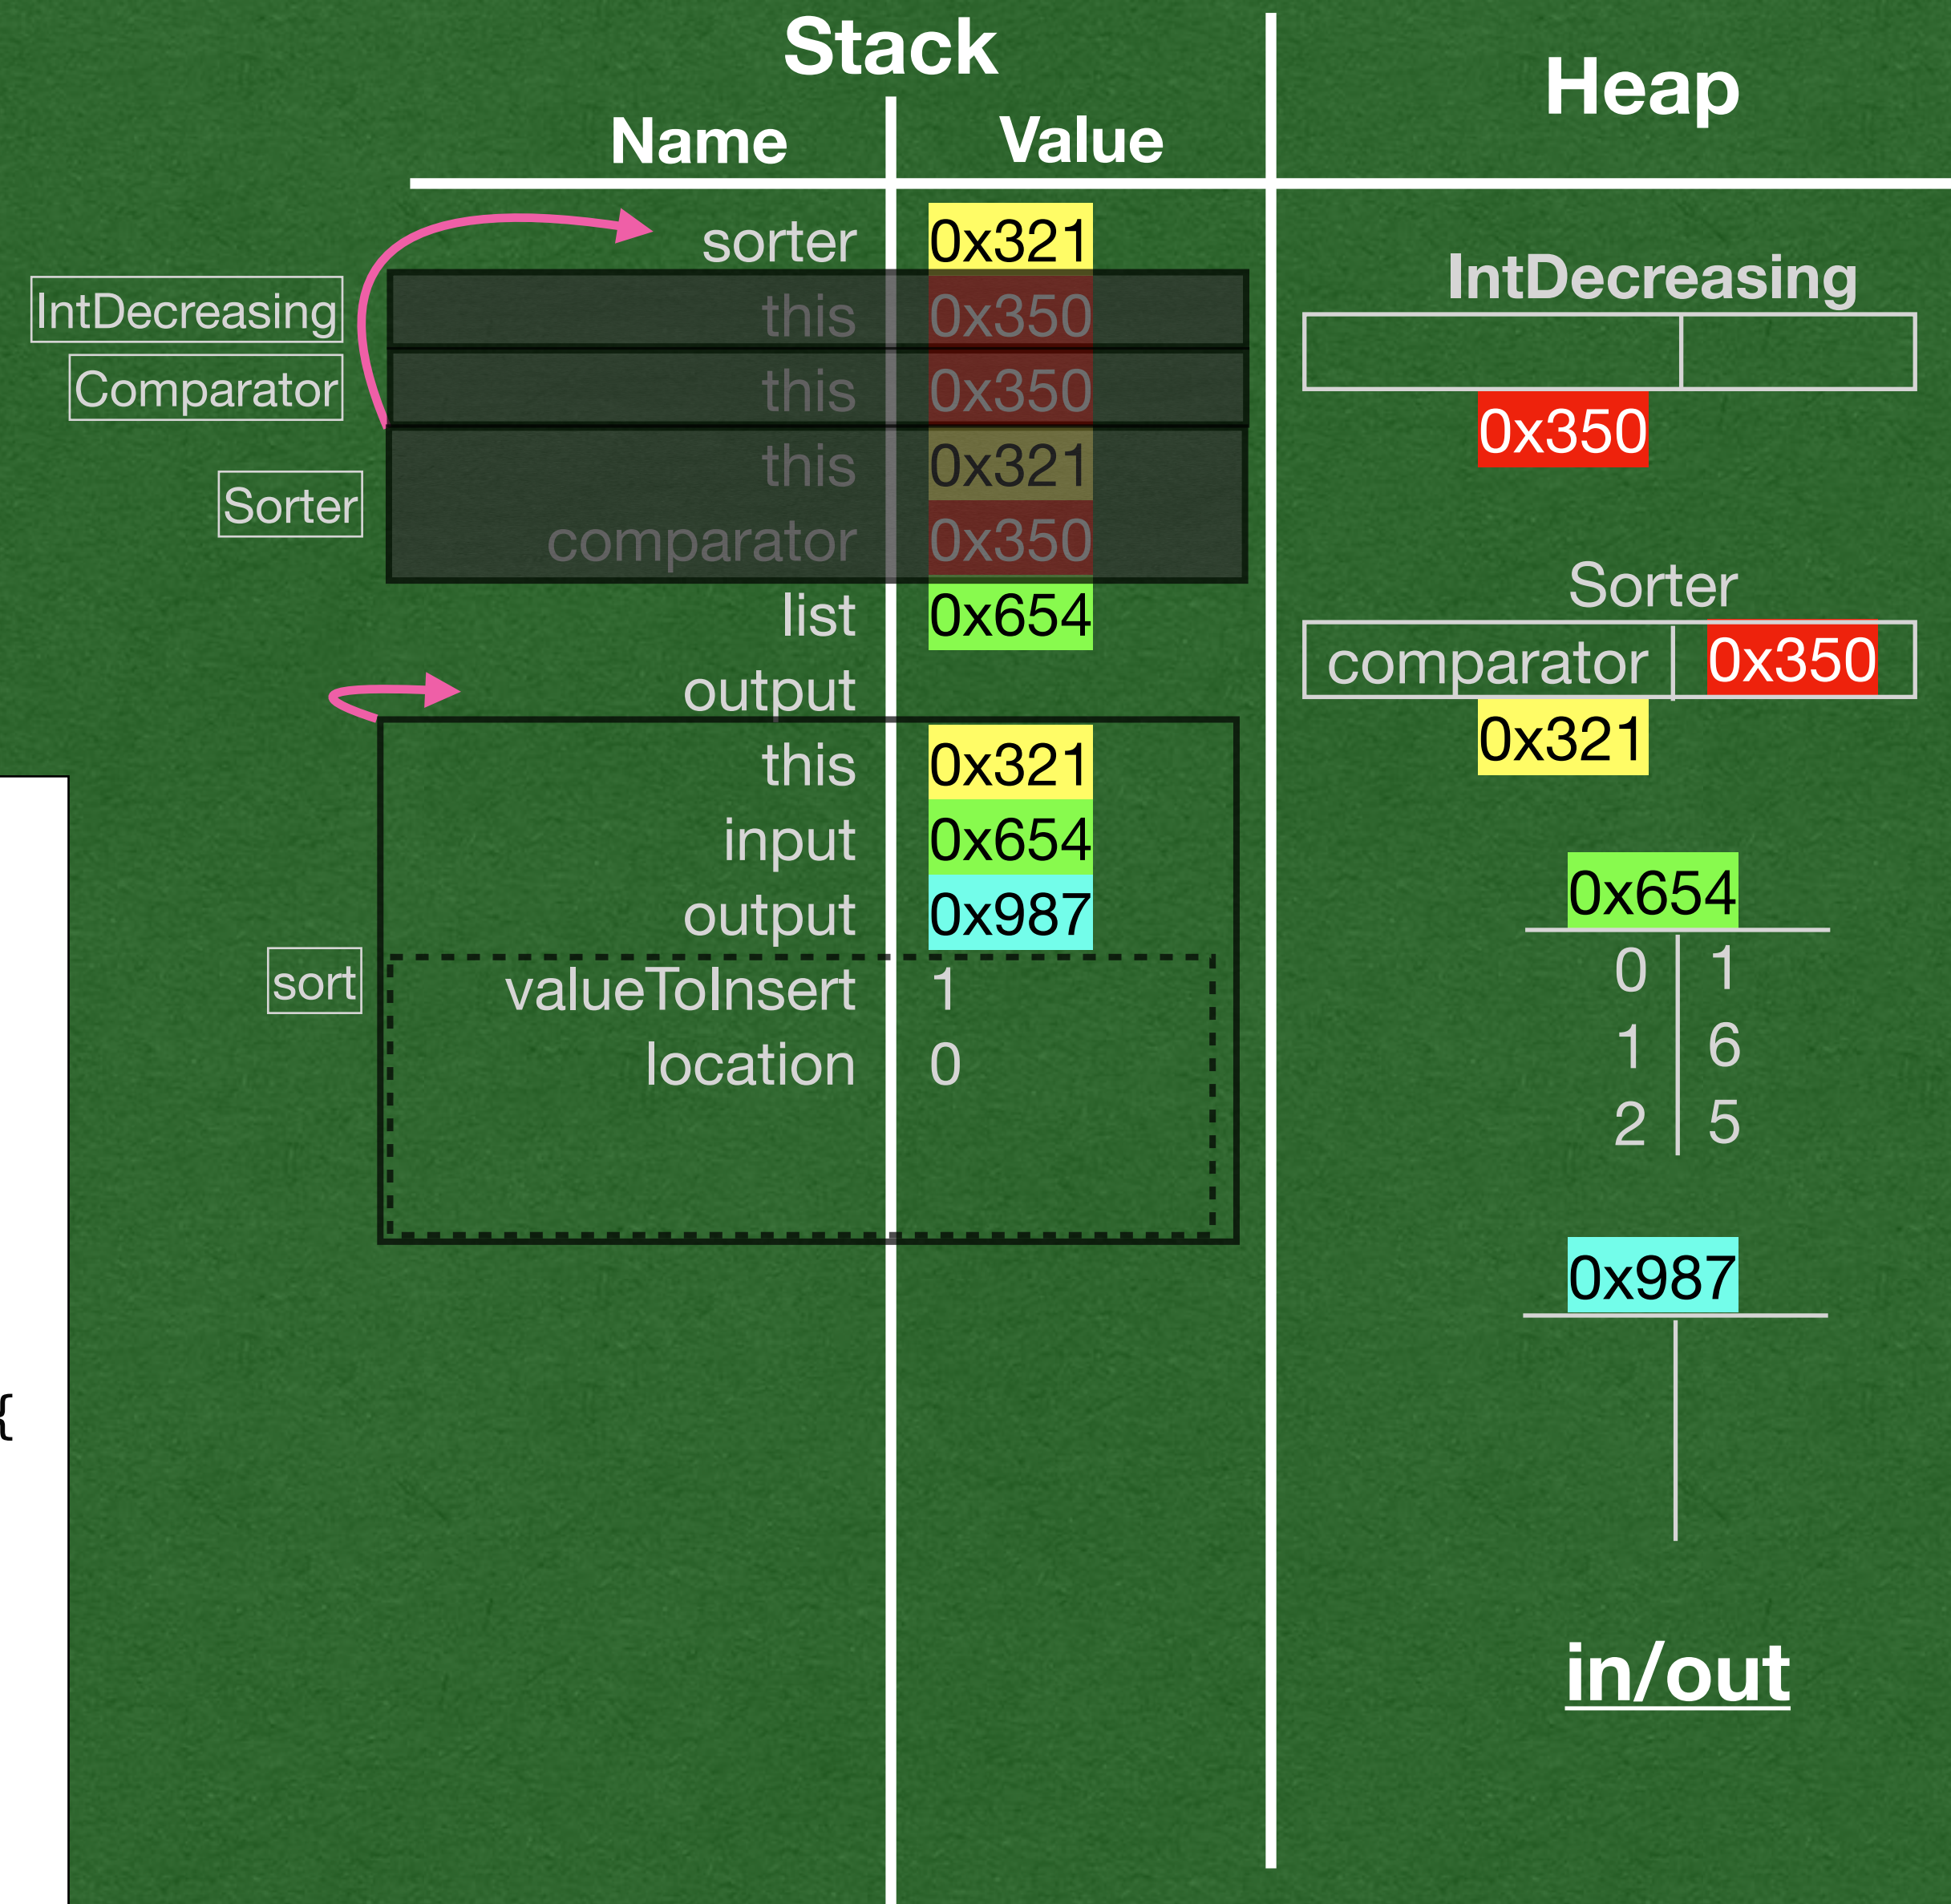 Stack
Heap
Name Value
sorter 0x321
IntDecreasing
IntDecreasing this 0x350
0x350
Comparator this 0x350
this 0x321
Sorter
comparator 0x350
Sorter
list 0x654
comparator 0x350
output
0x321
this 0x321
input 0x654
0x654
output 0x987
0 1
sort
valueToInsert 1
1 6
location 0
2 5
0x987
{
in/out